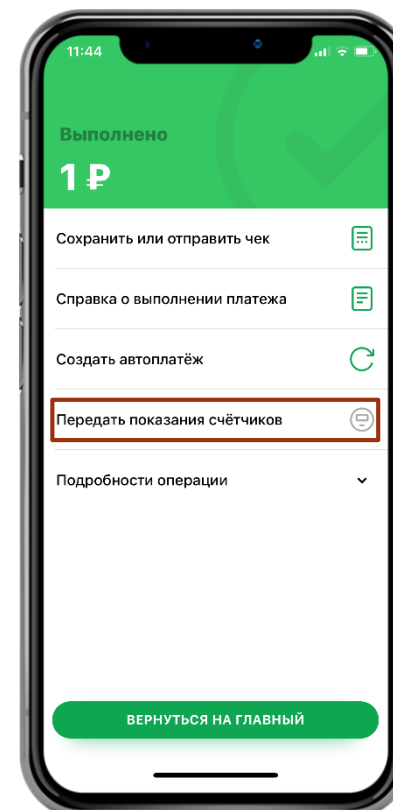 11:44
Выполнено
1 ₽
Сохранить или отправить чек
Справка о выполнении платежа
Создать автоплатёж
Передать показания счётчиков
Подробности операции
ВЕРНУТЬСЯ НА ГЛАВНЫЙ